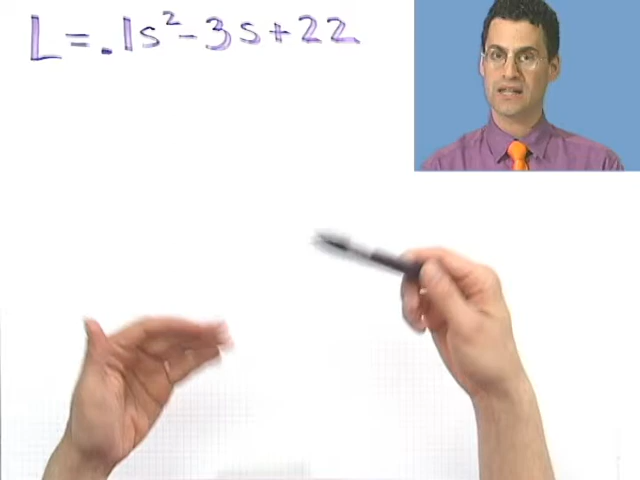 L = .1s² - 3s + 22